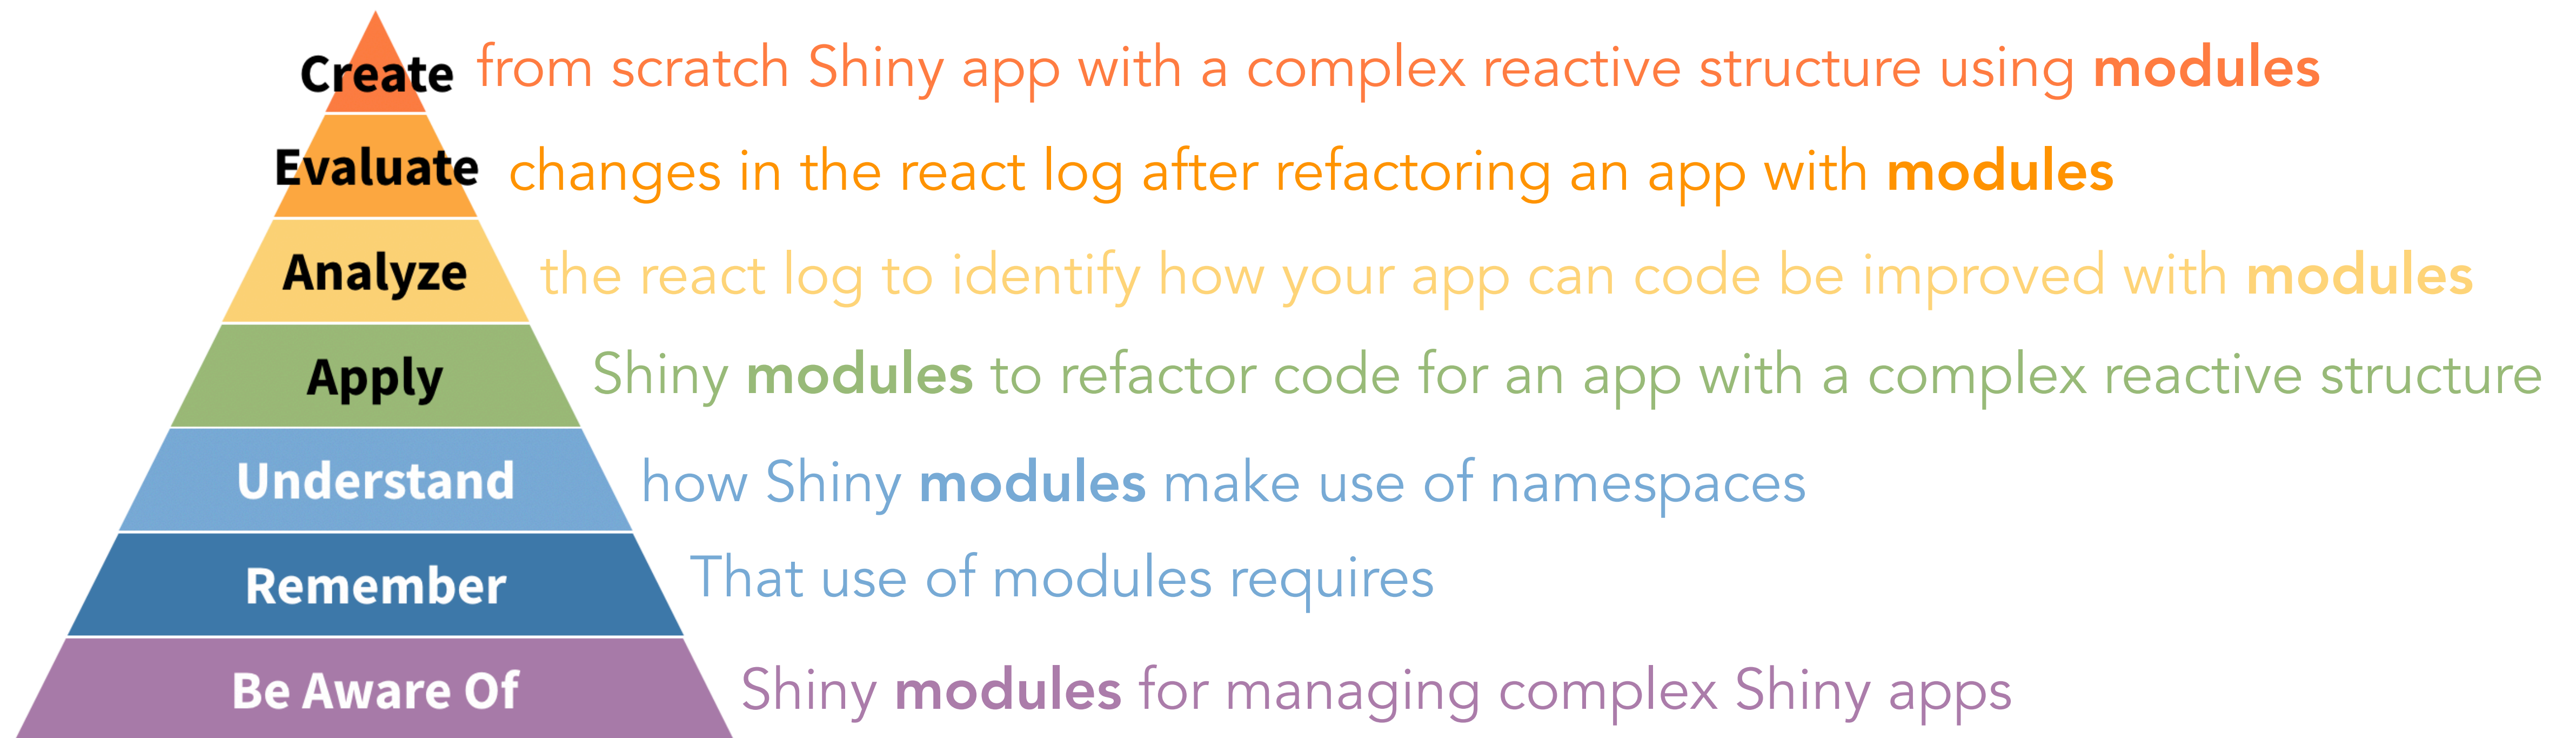 Create from scratch Shiny app with a complex reactive structure using modules
Evaluate changes in the react log after refactoring an app with modules
Analyze the react log to identify how your app can code be improved with modules
Apply Shiny modules to refactor code for an app with a complex reactive structure
Understand how Shiny modules make use of namespaces
Remember That use of modules requires
Be Aware Of Shiny modules for managing complex Shiny apps